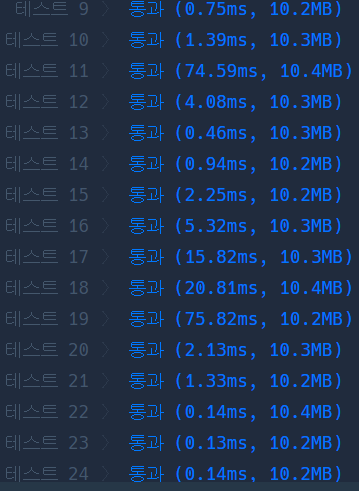 테스트 9 〉 통과 (0.75ms, 10.2MB)
테스트 10 〉 통과 (1.39ms, 10.3MB)
테스트 11 〉 통과 (74.59ms, 10.4MB)
테스트 12 〉 통과 (4.08ms, 10.3MB)
테스트 13 〉 통과 (0.46ms, 10.3MB)
테스트 14 〉 통과 (0.94ms, 10.2MB)
테스트 15 〉 통과 (2.25ms, 10.2MB)
테스트 16 〉 통과 (5.32ms, 10.3MB)
테스트 17 〉 통과 (15.82ms, 10.3MB)
테스트 18 〉 통과 (20.81ms, 10.4MB)
테스트 19 〉 통과 (75.82ms, 10.2MB)
테스트 20 〉 통과 (2.13ms, 10.3MB)
테스트 21 〉 통과 (1.33ms, 10.2MB)
테스트 22 〉 통과 (0.14ms, 10.4MB)
테스트 23 〉 통과 (0.13ms, 10.2MB)
테스트 24 〉 통과 (0.14ms, 10.2MB)